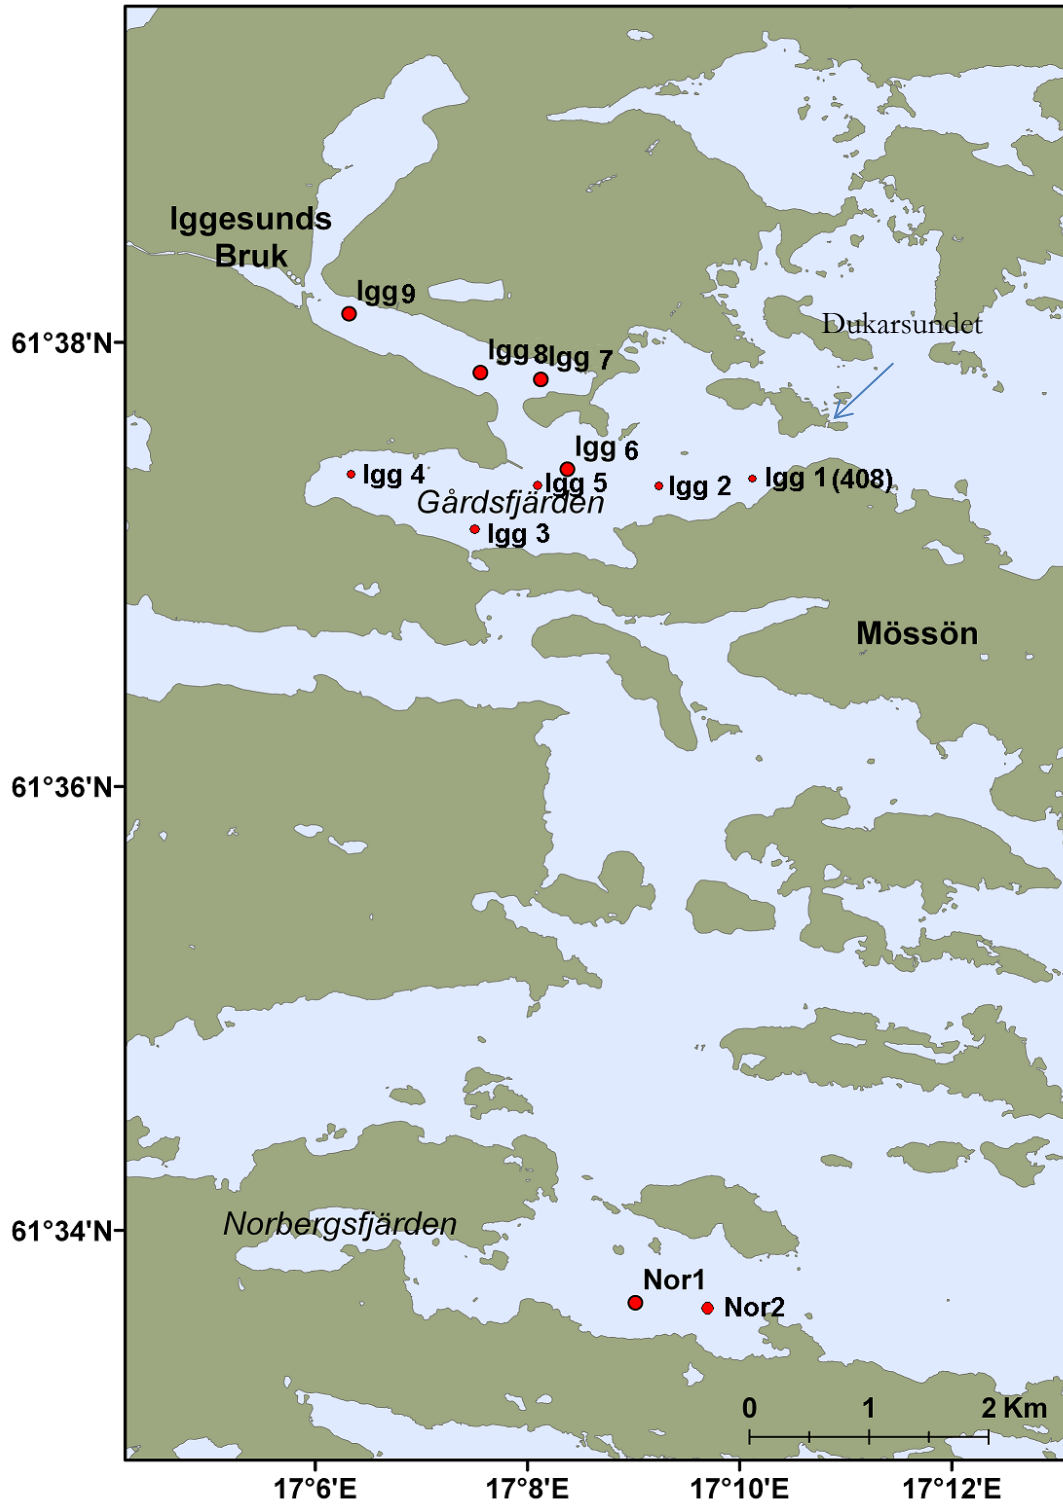 Iggesunds
Bruk
Igg 9
Dukarsundet
61°38'N
Igg 8
Igg 7
Igg 6
Igg 4
Igg 5
Igg 2
Igg 1 (408)
Gårdsfjärden
Igg 3
Mössön
61°36'N
Norbergsfjärden
61°34'N
Nor1
Nor2
0 1 2 Km
17°6'E 17°8'E 17°10'E 17°12'E